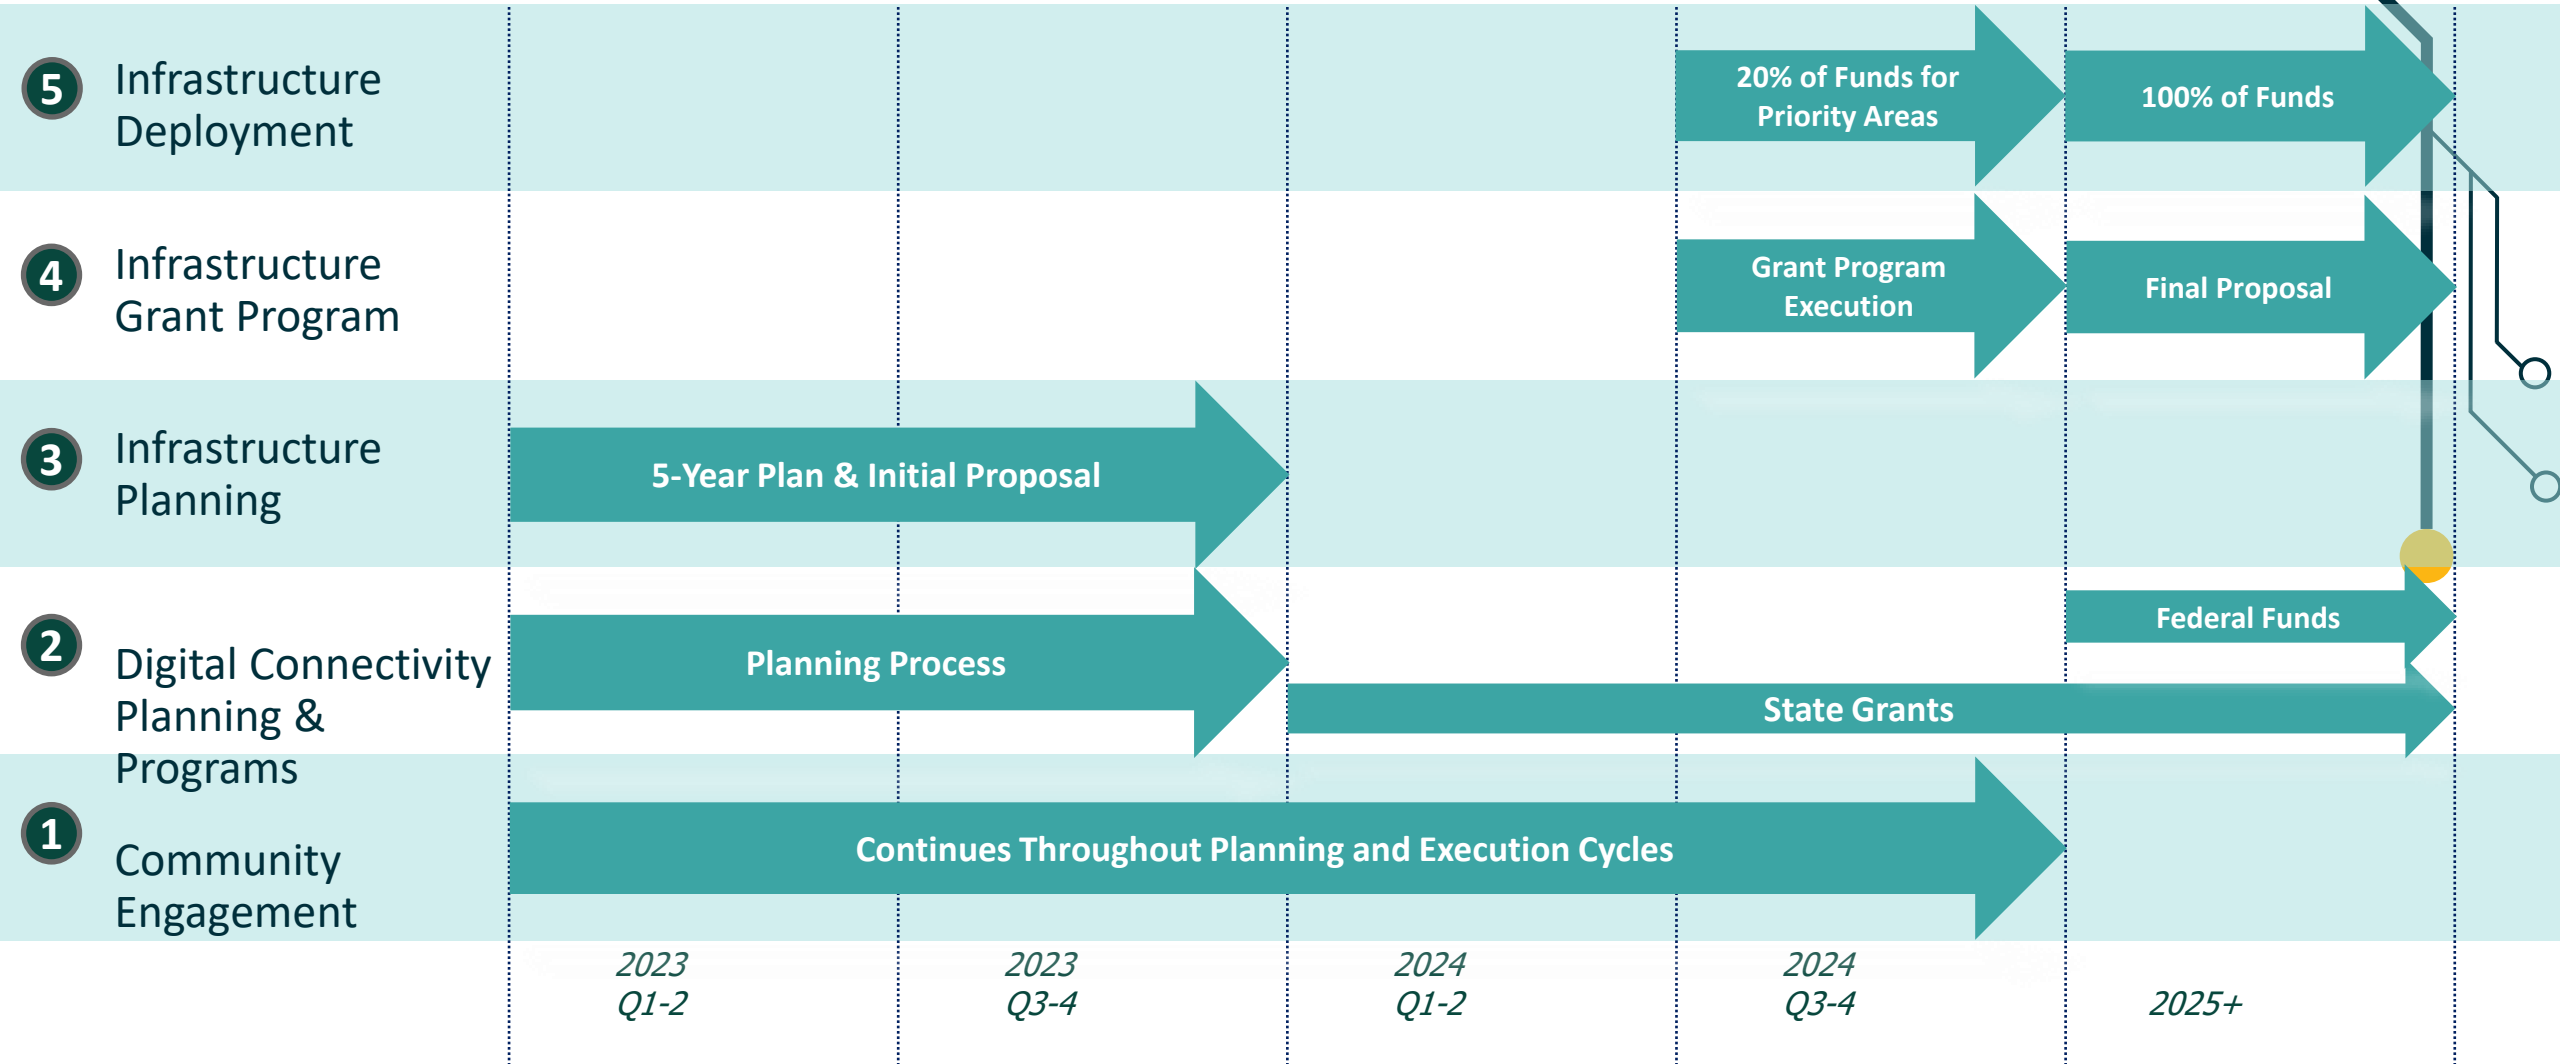 5
Infrastructure
Deployment
20% of Funds for
Priority Areas
100% of Funds
4
Infrastructure
Grant Program
Grant Program
Execution
Final Proposal
3
Infrastructure
Planning
5-Year Plan & Initial Proposal
2
Digital Connectivity
Planning &
Programs
Planning Process
Federal Funds
State Grants
1
Community
Engagement
Continues Throughout Planning and Execution Cycles
2023
Q1-2
2023
Q3-4
2024
Q1-2
2024
Q3-4
2025+